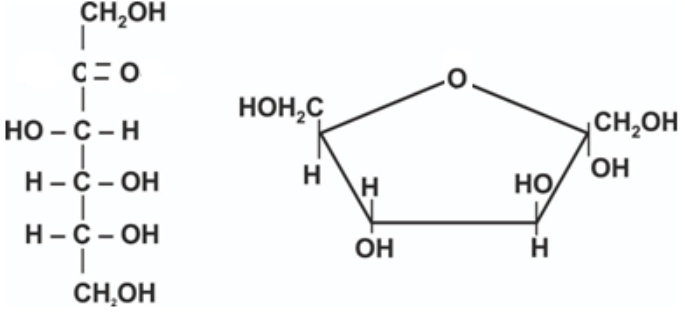 CH₂OH
C = O
HO – C – H
H – C – OH
H – C – OH
CH₂OH
O
HOH₂C
CH₂OH
H
H
HO
OH
OH
H